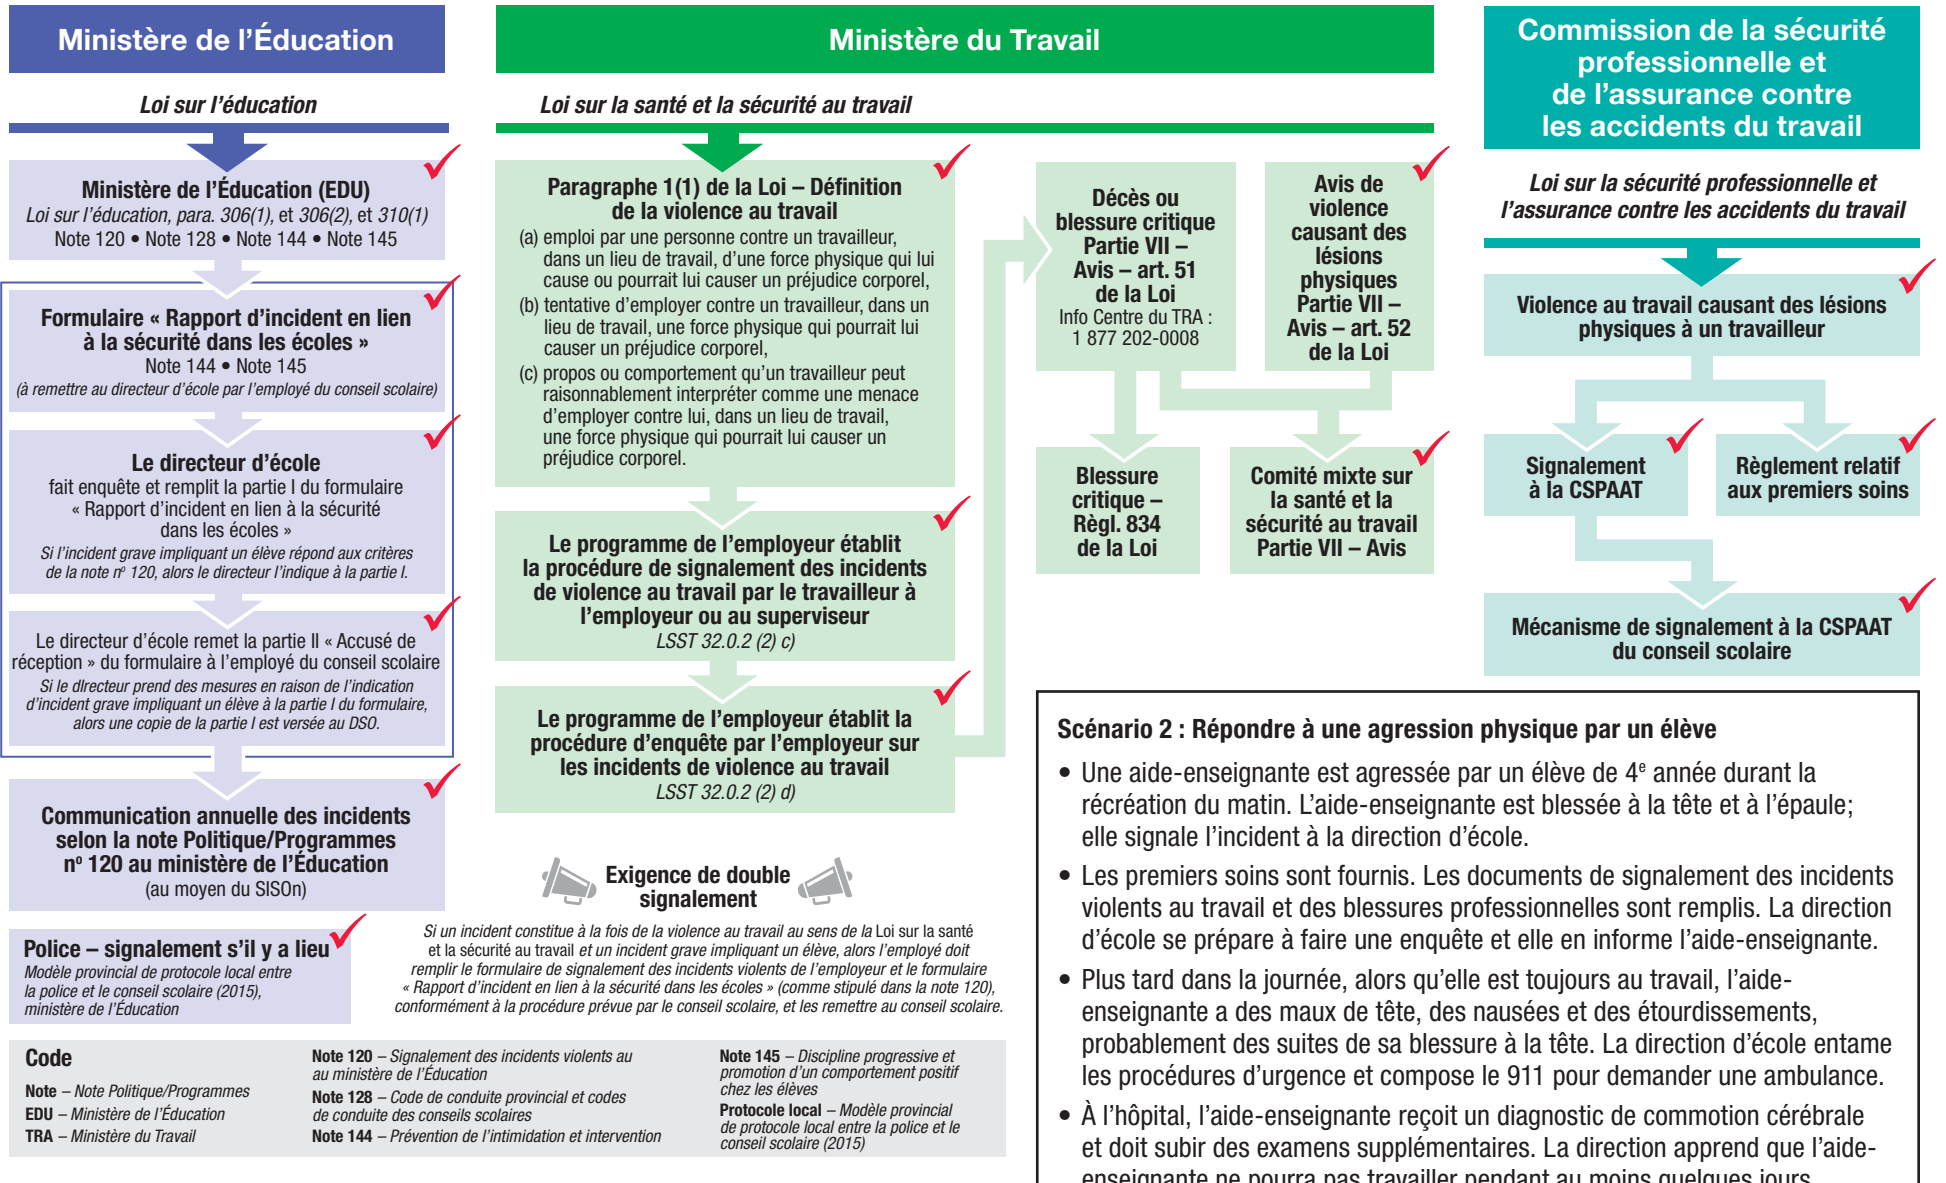 Ministère de l’Éducation
Loi sur l’éducation
Ministère de l’Éducation (EDU)
Loi sur l’éducation, para. 306(1), et 306(2), et 310(1)
Note 120 • Note 128 • Note 144 • Note 145
Formulaire « Rapport d’incident en lien
à la sécurité dans les écoles »
Note 144 • Note 145
(à remettre au directeur d’école par l’employé du conseil scolaire)
Le directeur d’école
fait enquête et remplit la partie I du formulaire
« Rapport d’incident en lien à la sécurité
dans les écoles »
Si l’incident grave impliquant un élève répond aux critères
de la note nº 120, alors le directeur l’indique à la partie I.
Le directeur d’école remet la partie II « Accusé de
réception » du formulaire à l’employé du conseil scolaire
Si le dIrecteur prend des mesures en raison de l’indication
d’incident grave impliquant un élève à la partie I du formulaire,
alors une copie de la partie I est versée au DSO.
Communication annuelle des incidents
selon la note Politique/Programmes
nº 120 au ministère de l’Éducation
(au moyen du SISOn)
Police – signalement s’il y a lieu
Modèle provincial de protocole local entre
la police et le conseil scolaire (2015),
ministère de l’Éducation
Ministère du Travail
Loi sur la santé et la sécurité au travail
Paragraphe 1(1) de la Loi – Définition
de la violence au travail
(a) emploi par une personne contre un travailleur,
dans un lieu de travail, d’une force physique qui lui
cause ou pourrait lui causer un préjudice corporel,
(b) tentative d’employer contre un travailleur, dans un
lieu de travail, une force physique qui pourrait lui
causer un préjudice corporel,
(c) propos ou comportement qu’un travailleur peut
raisonnablement interpréter comme une menace
d’employer contre lui, dans un lieu de travail,
une force physique qui pourrait lui causer un
préjudice corporel.
Le programme de l’employeur établit
la procédure de signalement des incidents
de violence au travail par le travailleur à
l’employeur ou au superviseur
LSST 32.0.2 (2) c)
Le programme de l’employeur établit la
procédure d’enquête par l’employeur sur
les incidents de violence au travail
LSST 32.0.2 (2) d)
Décès ou
blessure critique
Partie VII –
Avis – art. 51
de la Loi
Info Centre du TRA :
1 877 202-0008
Avis de
violence
causant des
lésions
physiques
Partie VII –
Avis – art. 52
de la Loi
Blessure
critique –
Règl. 834
de la Loi
Comité mixte sur
la santé et la
sécurité au travail
Partie VII – Avis
Exigence de double
signalement
Si un incident constitue à la fois de la violence au travail au sens de la Loi sur la santé
et la sécurité au travail et un incident grave impliquant un élève, alors l’employé doit
remplir le formulaire de signalement des incidents violents de l’employeur et le formulaire
« Rapport d’incident en lien à la sécurité dans les écoles » (comme stipulé dans la note 120),
conformément à la procédure prévue par le conseil scolaire, et les remettre au conseil scolaire.
Commission de la sécurité
professionnelle et
de l’assurance contre
les accidents du travail
Loi sur la sécurité professionnelle et
l’assurance contre les accidents du travail
Violence au travail causant des lésions
physiques à un travailleur
Signalement
à la CSPAAT
Règlement relatif
aux premiers soins
Mécanisme de signalement à la CSPAAT
du conseil scolaire
Scénario 2 : Répondre à une agression physique par un élève
• Une aide-enseignante est agressée par un élève de 4e année durant la
récréation du matin. L’aide-enseignante est blessée à la tête et à l’épaule;
elle signale l’incident à la direction d’école.
• Les premiers soins sont fournis. Les documents de signalement des incidents
violents au travail et des blessures professionnelles sont remplis. La direction
d’école se prépare à faire une enquête et elle en informe l’aide-enseignante.
• Plus tard dans la journée, alors qu’elle est toujours au travail, l’aide-
enseignante a des maux de tête, des nausées et des étourdissements,
probablement des suites de sa blessure à la tête. La direction d’école entame
les procédures d’urgence et compose le 911 pour demander une ambulance.
• À l’hôpital, l’aide-enseignante reçoit un diagnostic de commotion cérébrale
et doit subir des examens supplémentaires. La direction apprend que l’aide-
enseignante ne pourra pas travailler pendant au moins quelques jours
Code
Note – Note Politique/Programmes
EDU – Ministère de l’Éducation
TRA – Ministère du Travail
Note 120 – Signalement des incidents violents au
au ministère de l’Éducation
Note 128 – Code de conduite provincial et codes
de conduite des conseils scolaires
Note 144 – Prévention de l’intimidation et intervention
Note 145 – Discipline progressive et
promotion d’un comportement positif
chez les élèves
Protocole local – Modèle provincial
de protocole local entre la police et le
conseil scolaire (2015)